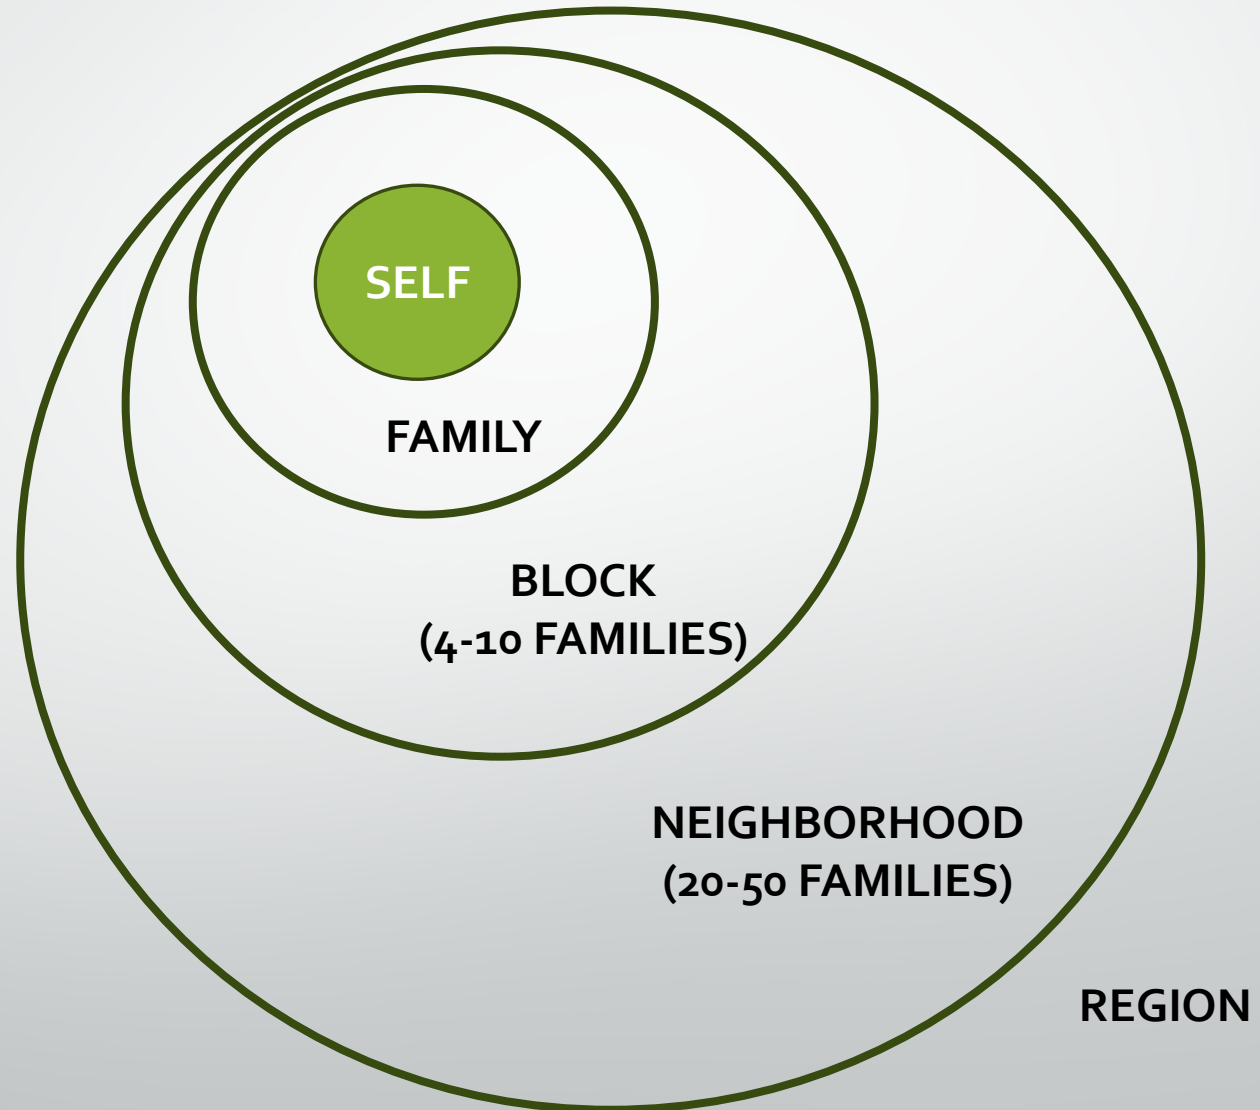 SELF
FAMILY
BLOCK
(4-10 FAMILIES)
NEIGHBORHOOD
(20-50 FAMILIES)
REGION